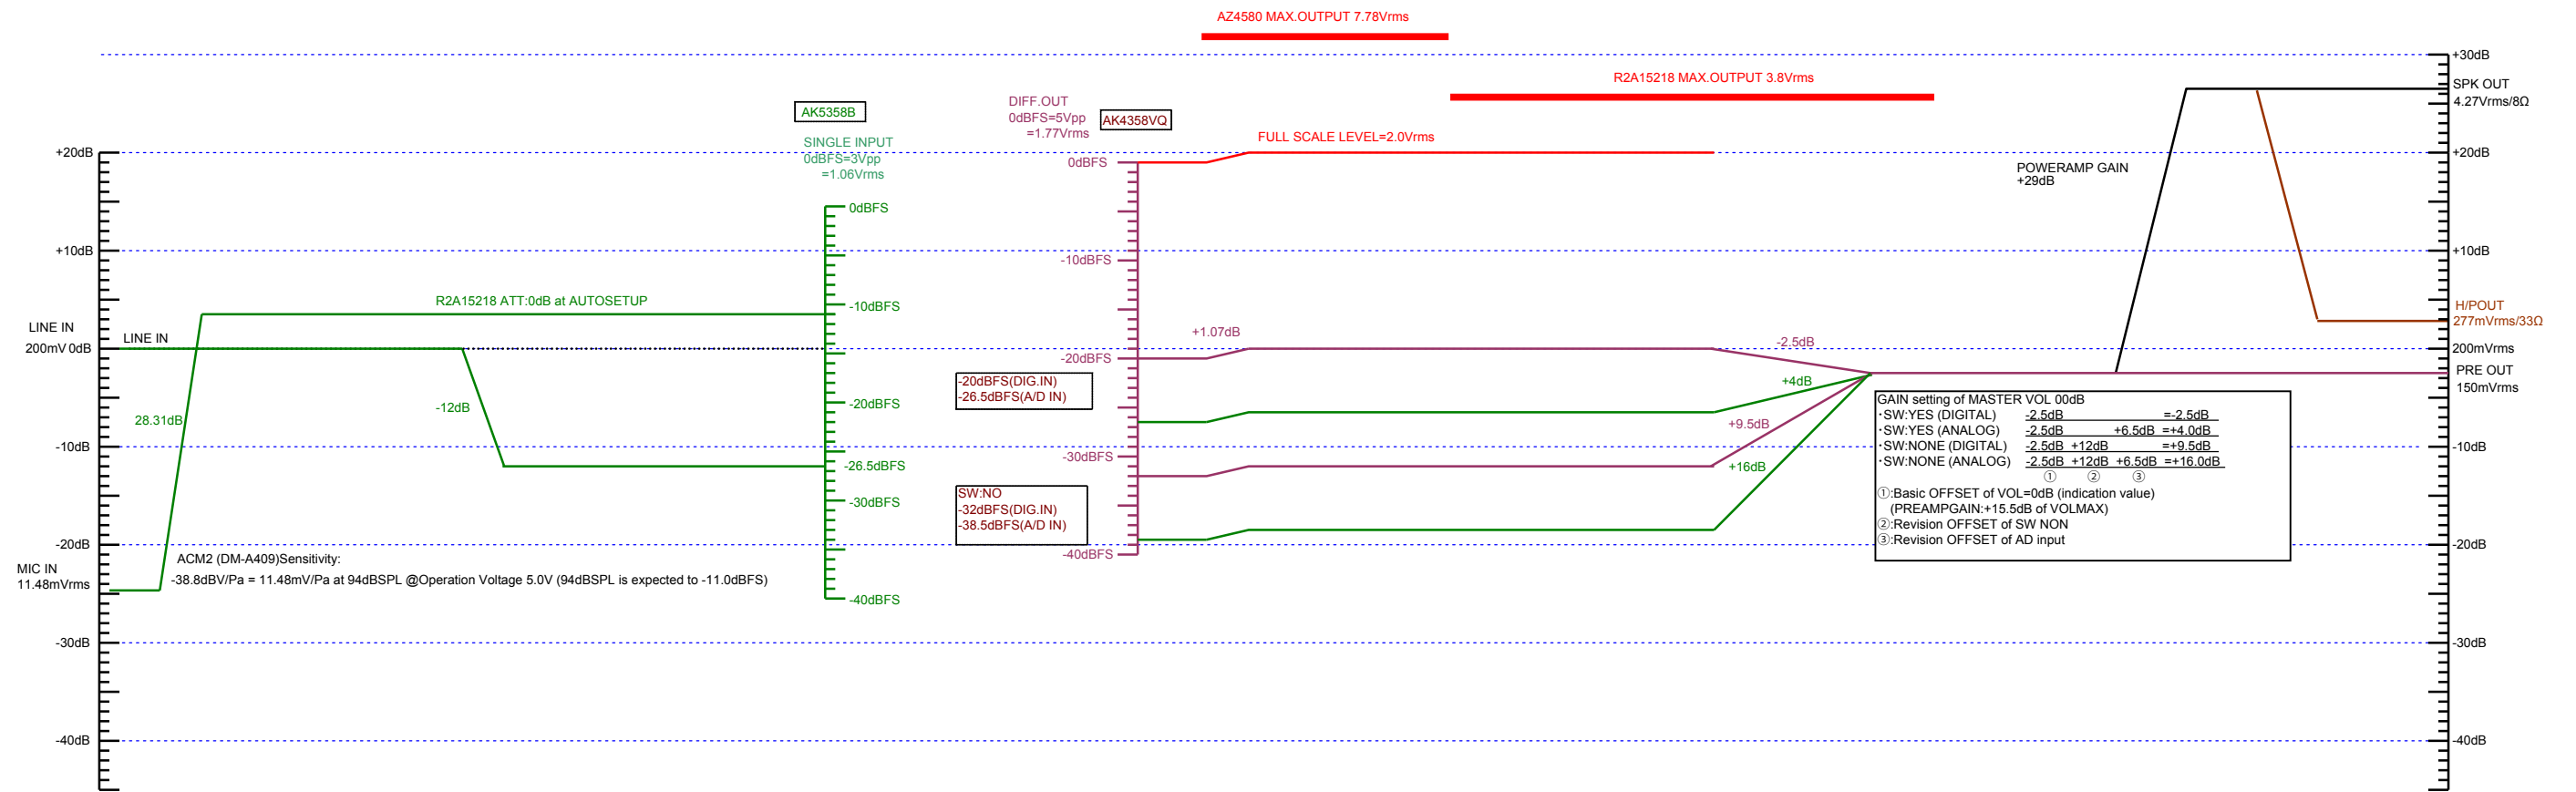 AZ4580 MAX.OUTPUT 7.78Vrms
+30dB
R2A15218 MAX.OUTPUT 3.8Vrms
SPK OUT
4.27Vrms/8Ω
AK5358B
DIFF.OUT
0dBFS=5Vpp
=1.77Vrms
AK4358VQ
SINGLE INPUT
0dBFS=3Vpp
=1.06Vrms
FULL SCALE LEVEL=2.0Vrms
+20dB
0dBFS
+20dB
POWERAMP GAIN
+29dB
0dBFS
+10dB
-10dBFS
+10dB
R2A15218 ATT:0dB at AUTOSETUP
-10dBFS
H/POUT
277mVrms/33Ω
LINE IN
200mV 0dB
LINE IN
+1.07dB
-2.5dB
200mVrms
-20dBFS
PRE OUT
150mVrms
-20dBFS(DIG.IN)
-26.5dBFS(A/D IN)
+4dB
-12dB
-20dBFS
28.31dB
+9.5dB
GAIN setting of MASTER VOL 00dB
・SW:YES (DIGITAL) -2.5dB =-2.5dB
・SW:YES (ANALOG) -2.5dB +6.5dB =+4.0dB
・SW:NONE (DIGITAL) -2.5dB +12dB =+9.5dB
・SW:NONE (ANALOG) -2.5dB +12dB +6.5dB =+16.0dB
① ② ③
①:Basic OFFSET of VOL=0dB (indication value)
(PREAMPGAIN:+15.5dB of VOLMAX)
②:Revision OFFSET of SW NON
③:Revision OFFSET of AD input
-10dB
-30dBFS
-10dB
-26.5dBFS
+16dB
SW:NO
-32dBFS(DIG.IN)
-38.5dBFS(A/D IN)
-30dBFS
-20dB
-40dBFS
-20dB
ACM2 (DM-A409)Sensitivity:
-38.8dBV/Pa = 11.48mV/Pa at 94dBSPL @Operation Voltage 5.0V (94dBSPL is expected to -11.0dBFS)
MIC IN
11.48mVrms
-40dBFS
-30dB
-30dB
-40dB
-40dB